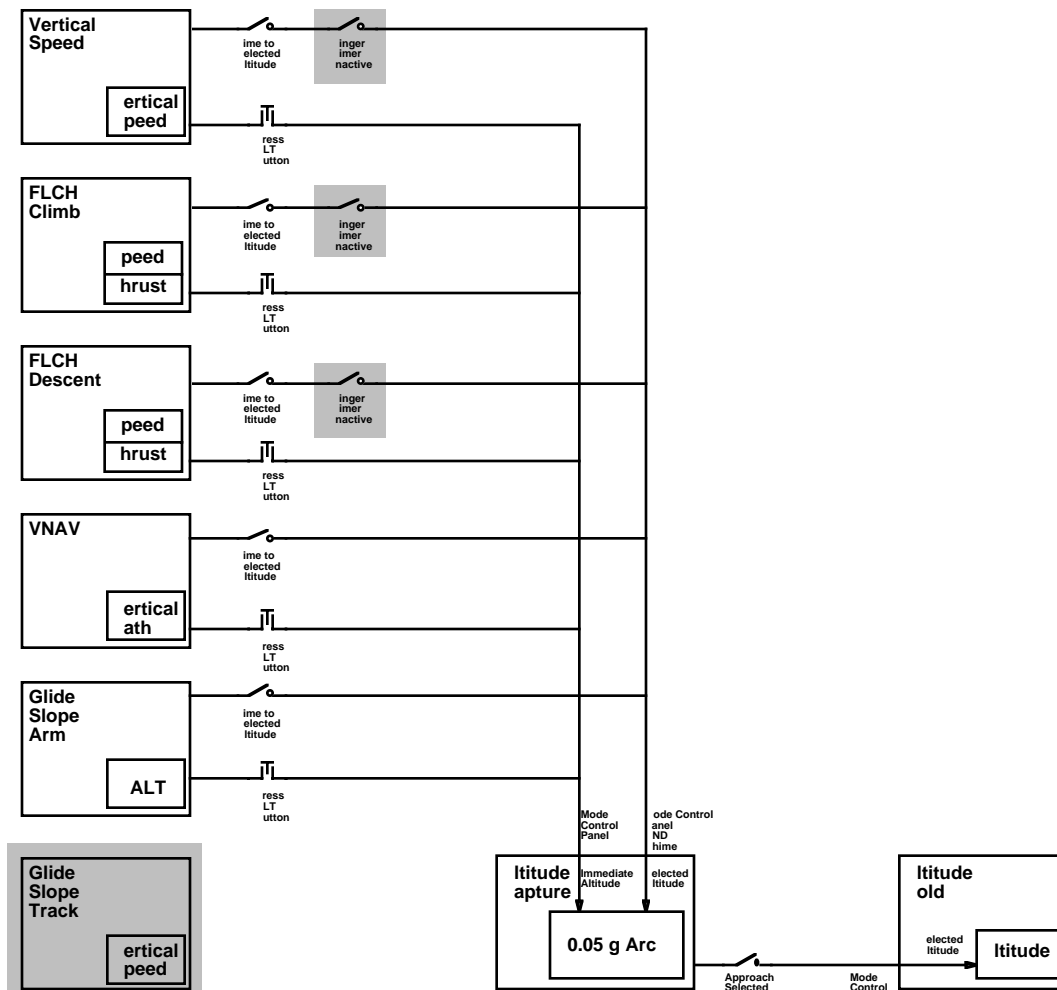 Vertical
Speed
ertical
peed
ime to
elected
ltitude
inger
imer
nactive
ress
LT
utton
FLCH
Climb
peed
hrust
ime to
elected
ltitude
inger
imer
nactive
ress
LT
utton
FLCH
Descent
peed
hrust
ime to
elected
ltitude
inger
imer
nactive
ress
LT
utton
VNAV
ertical
ath
ime to
elected
ltitude
ress
LT
utton
Glide
Slope
Arm
ALT
ime to
elected
ltitude
ress
LT
utton
Mode
Control
Panel
ode Control
anel
ND
hime
Glide
Slope
Track
ertical
peed
ltitude
apture
Immediate
Altitude
elected
ltitude
0.05 g Arc
Approach
Selected
Mode
Control
ltitude
old
elected
ltitude
ltitude